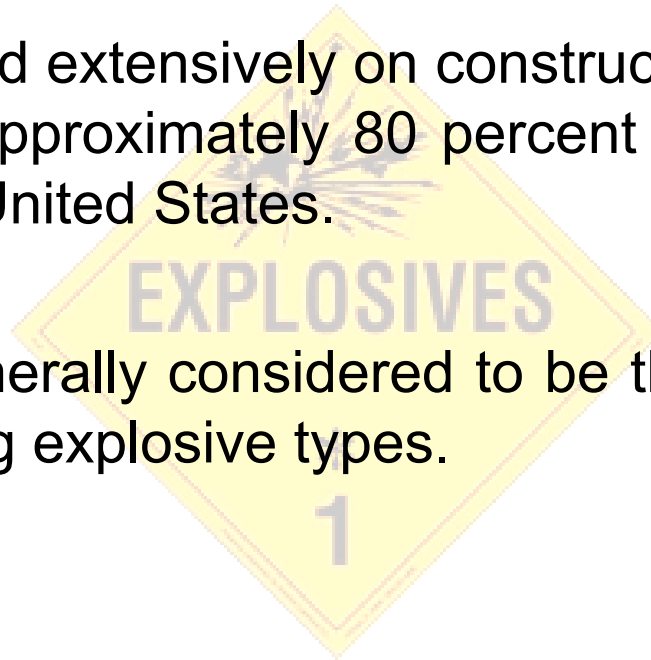 d extensively on construc
pproximately 80 percent
United States.
EXPLOSIVES
nerally considered to be th
g explosive types.
1